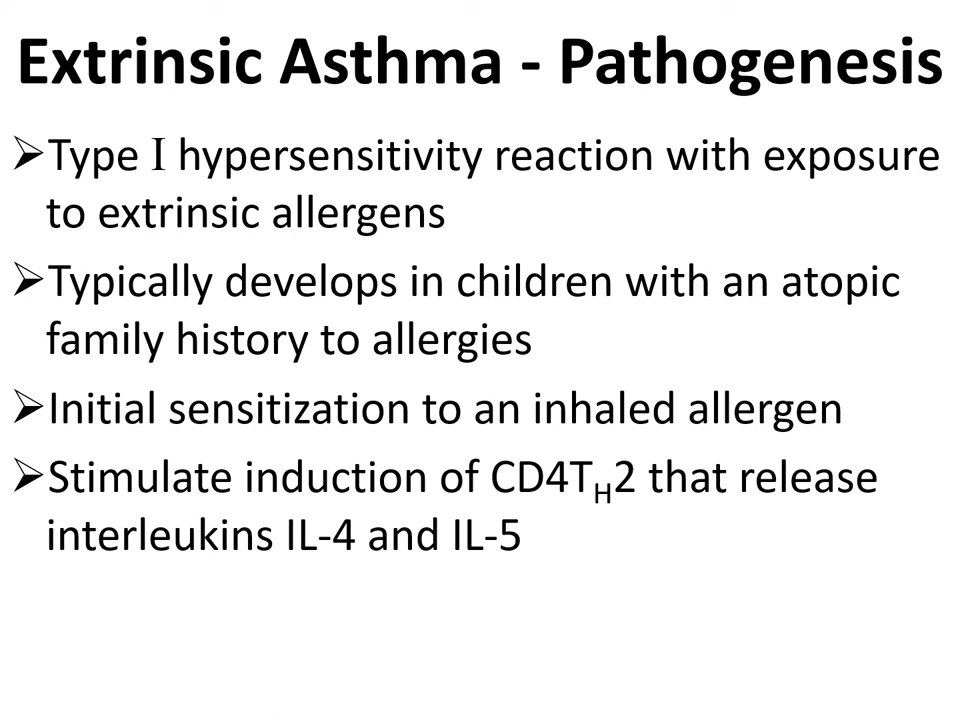 Extrinsic Asthma - Pathogenesis
➢Type I hypersensitivity reaction with exposure
to extrinsic allergens
➢Typically develops in children with an atopic
family history to allergies
➢Initial sensitization to an inhaled allergen
➢Stimulate induction of CD4TH2 that release
interleukins IL-4 and IL-5